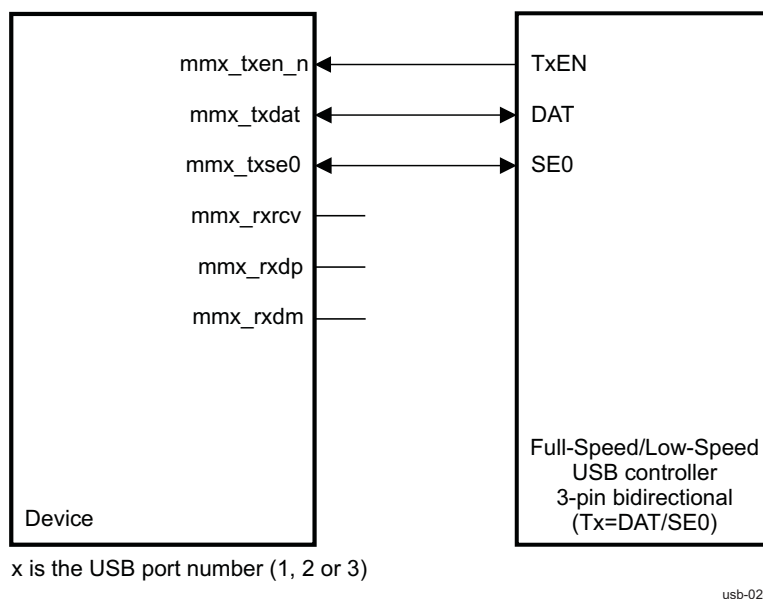 mmx_txen_n TxEN
mmx_txdat DAT
mmx_txse0 SE0
mmx_rxrcv
mmx_rxdp
mmx_rxdm
Full-Speed/Low-Speed
USB controller
3-pin bidirectional
Device (Tx=DAT/SE0)
x is the USB port number (1, 2 or 3)
usb-02